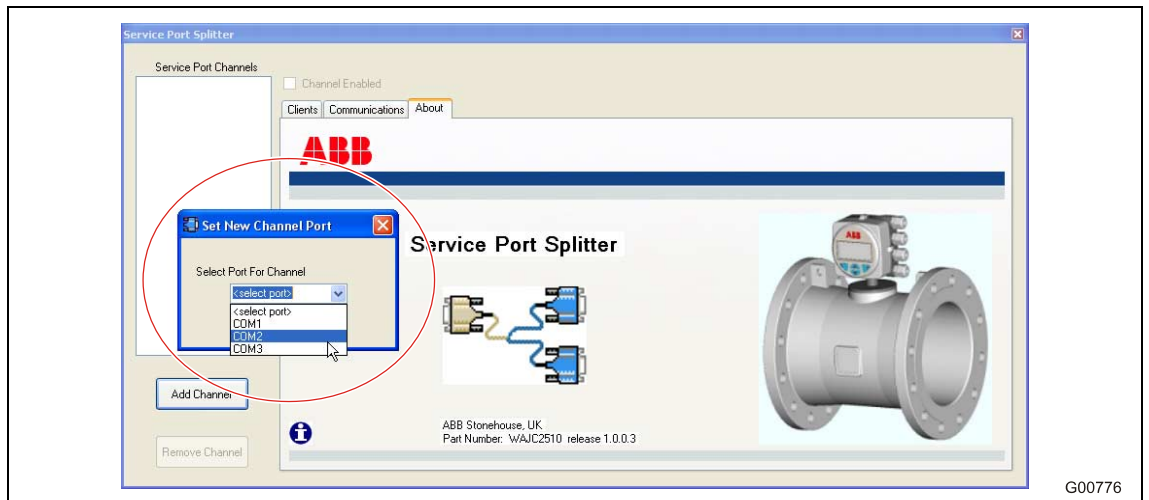 Service Port Splitter
Service Port Channels
Channel Enabled
Clients
Communications
About
ABB
Set New Channel Port
Select Port For Channel
<select port>
<select port>
COM1
COM2
COM3
Service Port Splitter
ABB
Add Channel
Remove Channel
ABB Stonehouse, UK
Part Number: WAJC2510 release 1.0.0.3
G00776